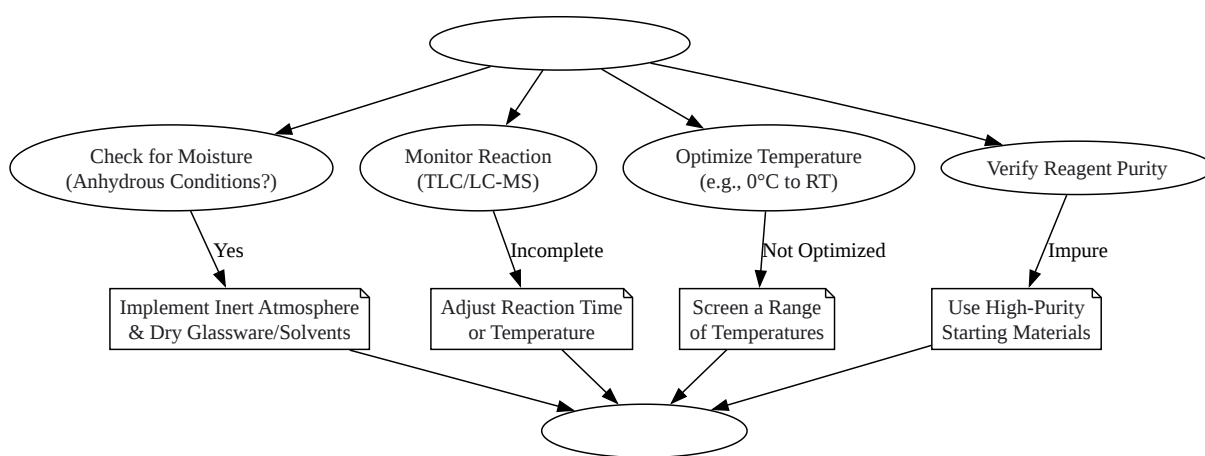 Check for Moisture
(Anhydrous Conditions?)
Monitor Reaction
(TLC/LC-MS)
Optimize Temperature
(e.g., 0°C to RT)
Verify Reagent Purity
Yes
Incomplete
Not Optimized
Impure
Implement Inert Atmosphere
& Dry Glassware/Solvents
Adjust Reaction Time
or Temperature
Screen a Range
of Temperatures
Use High-Purity
Starting Materials